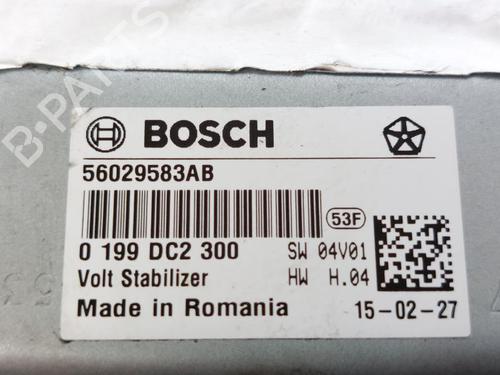 BOSCH
56029583AB
53F
0 199 DC2 300 SW 04V01
Volt Stabilizer HW H.04
Made in Romania 15-02-27
B-PARTS